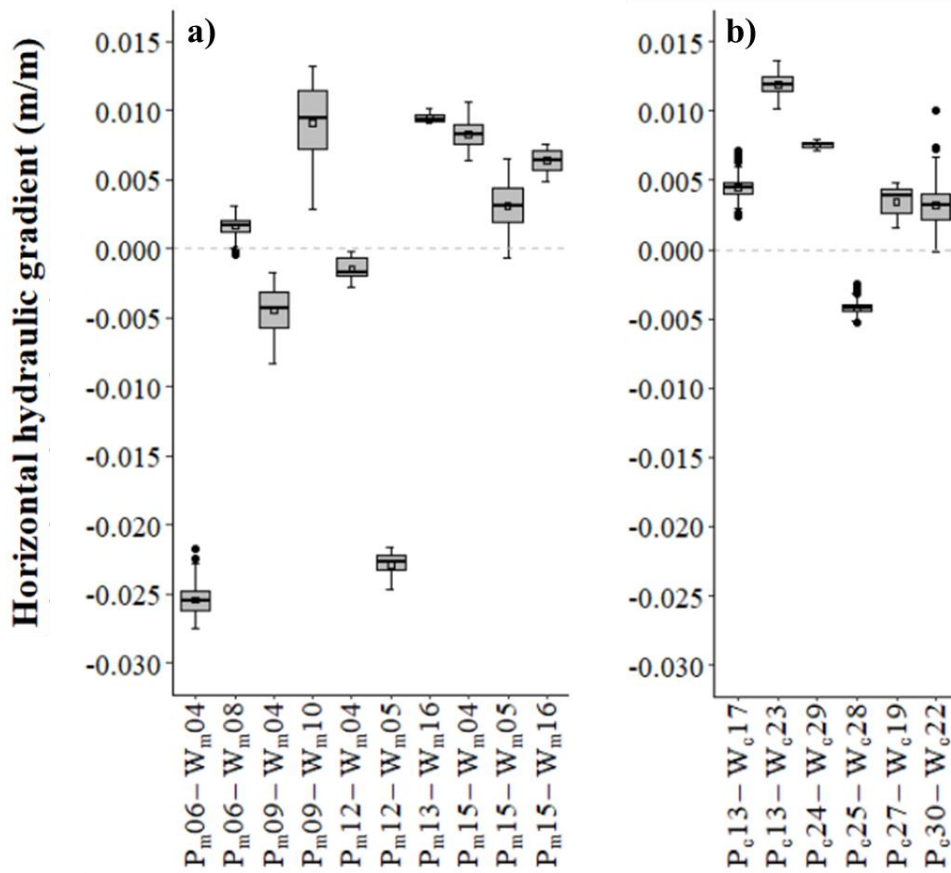 Horizontal hydraulic gradient (m/m)
a)
0.015
0.010
0.005
0.000
-0.005
-0.010
-0.015
-0.020
-0.025
-0.030
Pm06– Wm04
Pm06– Wm08
Pm09– Wm04
Pm09– Wm10
Pm12– Wm04
Pm12– Wm05
Pm13– Wm16
Pm15– Wm04
Pm15– Wm05
Pm15– Wm16
b)
0.015
0.010
0.005
0.000
-0.005
-0.010
-0.015
-0.020
-0.025
-0.030
Pc13– Wc17
Pc13– Wc23
Pc24– Wc29
Pc25– Wc28
Pc27– Wc19
Pc30– Wc22